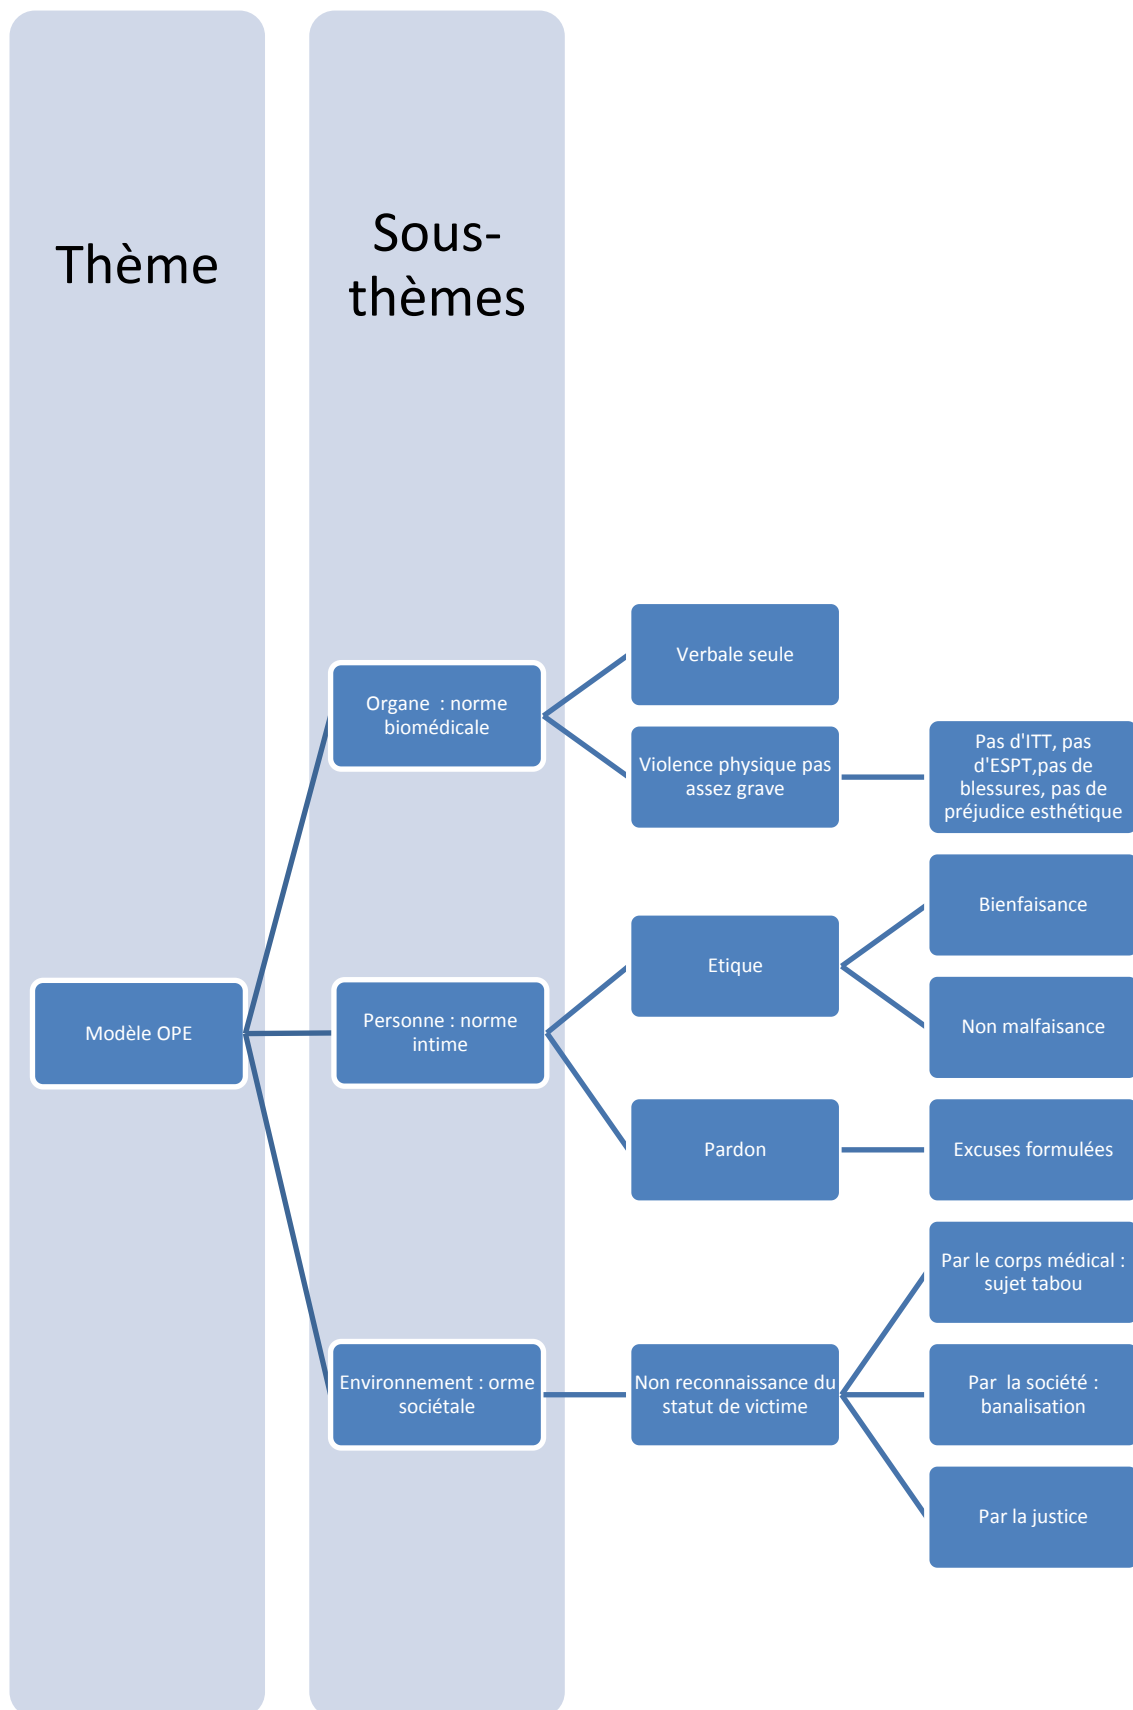 Thème
Sous-
thèmes
Modèle OPE
Organe  : norme
biomédicale
Verbale seule
Violence physique pas
assez grave
Pas d'ITT, pas
d'ESPT,pas de
blessures, pas de
préjudice esthétique
Personne : norme
intime
Etique
Bienfaisance
Non malfaisance
Pardon
Excuses formulées
Environnement : orme
sociétale
Non reconnaissance du
statut de victime
Par le corps médical :
sujet tabou
Par  la société :
banalisation
Par la justice